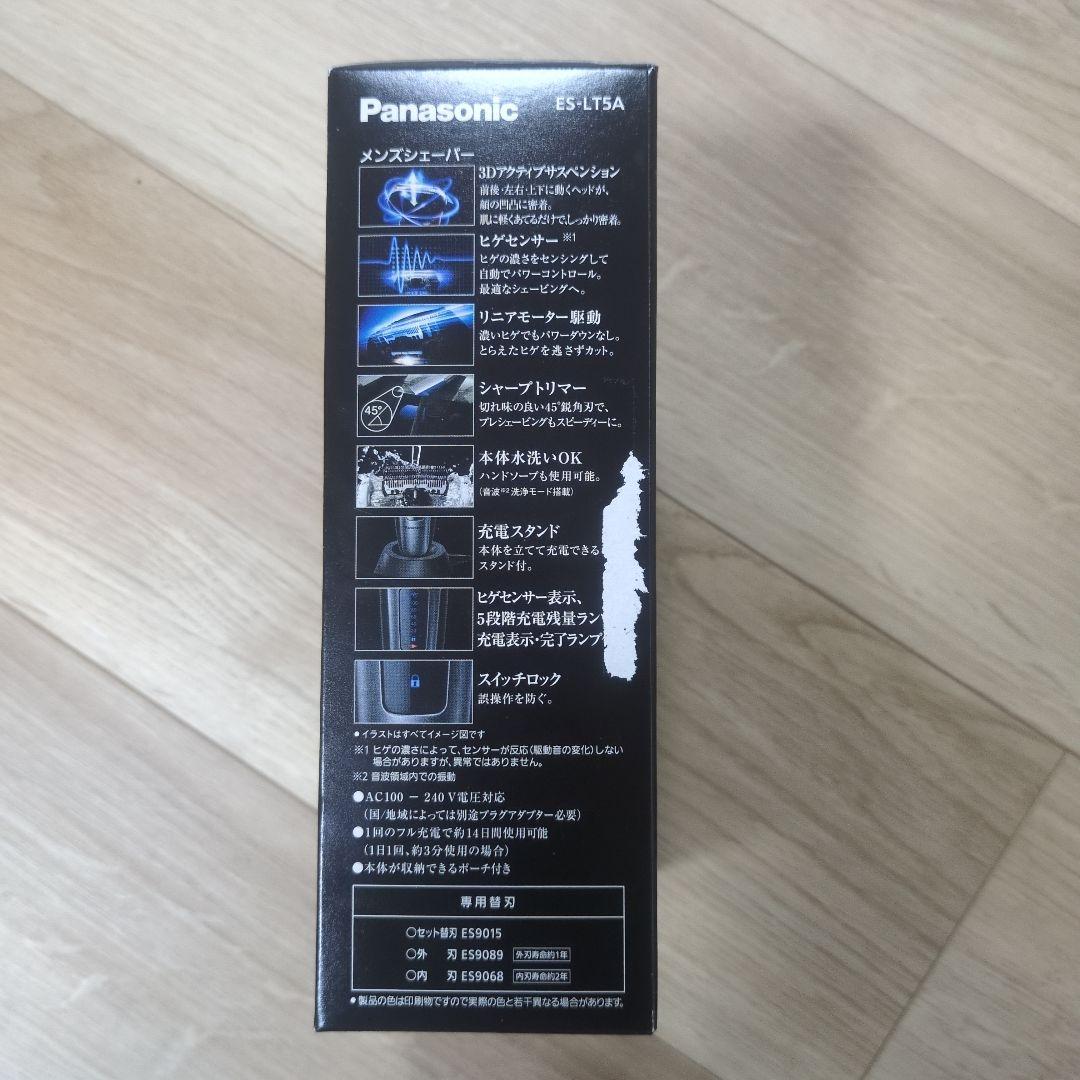 Panasonic
ES-LT5A
メンズシェーバー
3Dアクティブサスペンション
前後・左右・上下に動くヘッドが、
顔の凹凸に密着。
肌に軽くあてるだけで、しっかり密着。
ヒゲセンサー ※1
ヒゲの濃さをセンシングして
自動でパワーコントロール。
最適なシェービングへ。
リニアモーター駆動
濃いヒゲでもパワーダウンなし。
とらえたヒゲを逃さずカット。
45°
シャープトリマー
切れ味の良い45°鋭角刃で、
プレシェービングもスピーディーに。
本体水洗いOK
ハンドソープも使用可能。
(音波※2洗浄モード搭載)
充電スタンド
本体を立てて充電できる
スタンド付。
ヒゲセンサー表示、
5段階充電残量ラン
充電表示・完了ランプ
スイッチロック
誤操作を防ぐ。
●イラストはすべてイメージ図です
※1 ヒゲの濃さによって、センサーが反応(駆動音の変化)しない
場合がありますが、異常ではありません。
※2 音波領域内での振動
●AC100 - 240 V電圧対応
(国/地域によっては別途プラグアダプター必要)
●1回のフル充電で約14日間使用可能
(1日1回、約3分使用の場合)
●本体が収納できるポーチ付き
専用替刃
○セット替刃 ES9015
○外 刃 ES9089 外刃寿命約1年
○内 刃 ES9068 内刃寿命約2年
●製品の色は印刷物ですので実際の色と若干異なる場合があります。